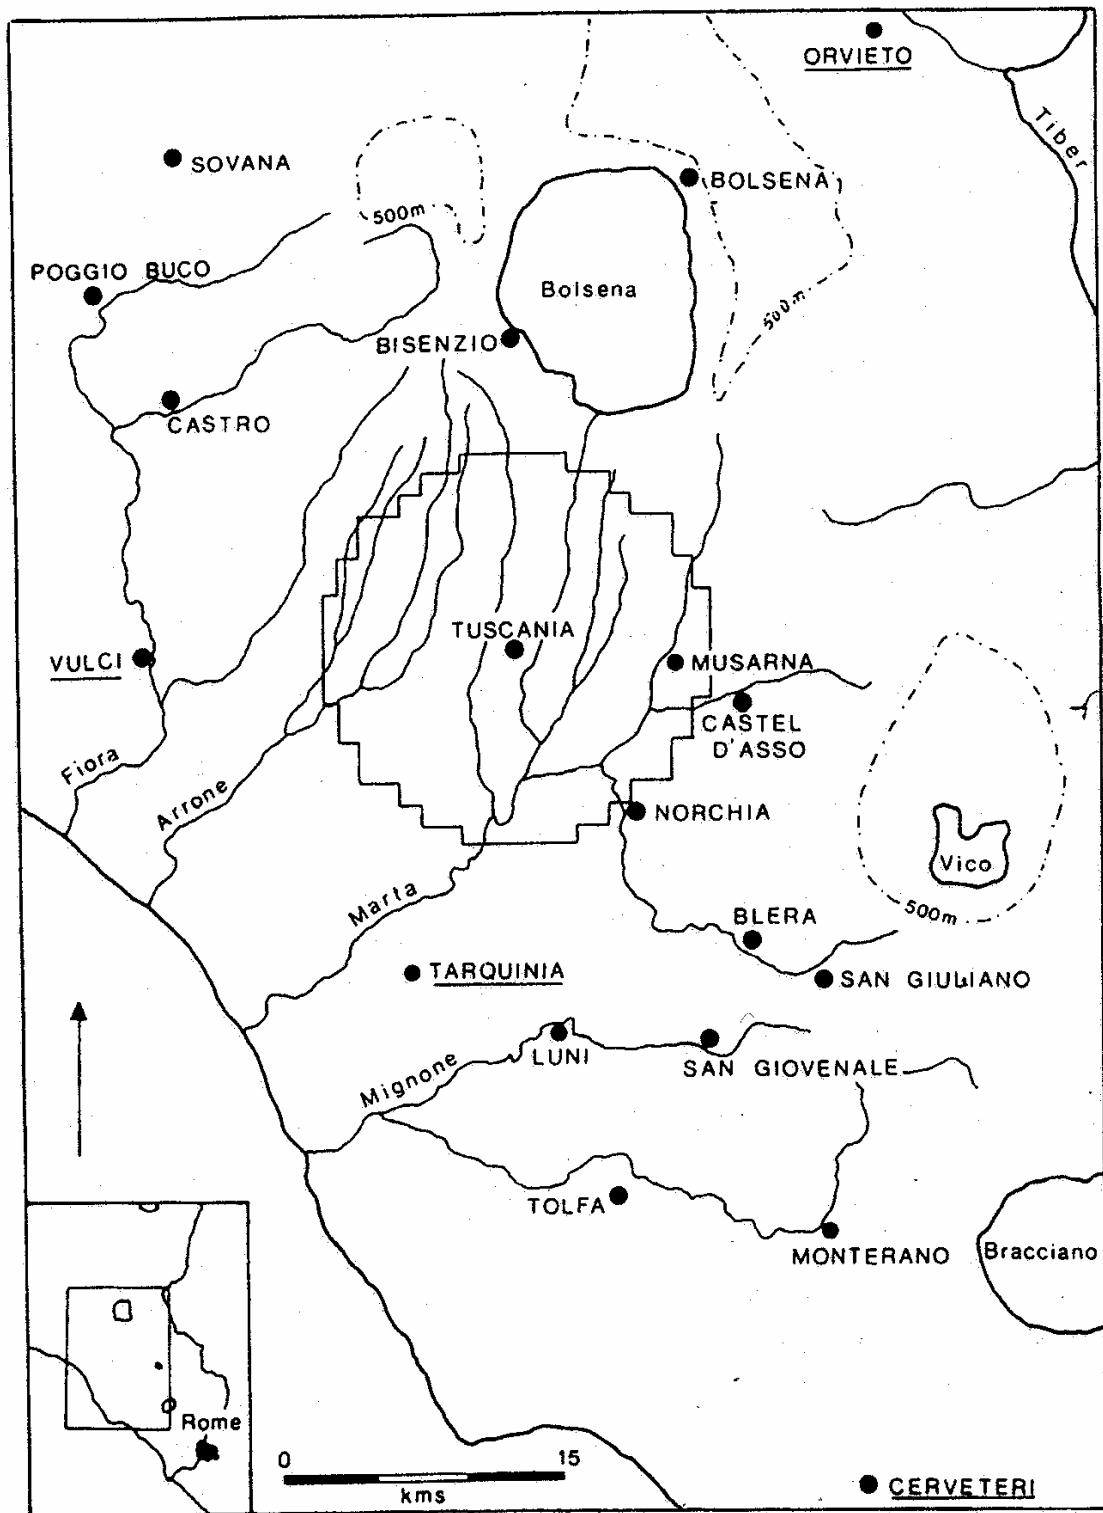 ORVIETO
Tiber
SOVANA
BOLSENA
500m
POGGIO BUCO
Bolsena
500m
BISENZIO
CASTRO
TUSCANIA
VULCI
MUSARNA
CASTEL
D'ASSO
Fiora
Arrone
NORCHIA
Vico
Marta
500m
BLERA
TARQUINIA
SAN GIULIANO
LUNI
SAN GIOVENALE
Mignone
TOLFA
MONTERANO
Bracciano
Rome
0 15
kms
CERVETERI